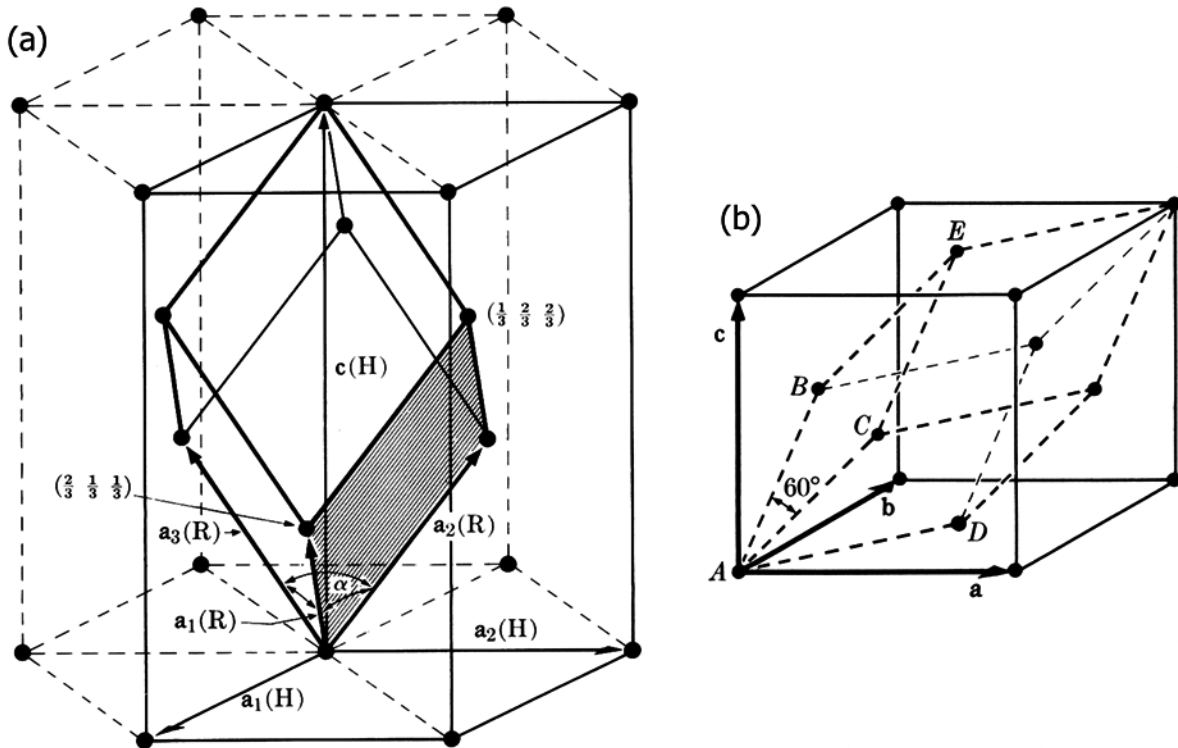 (a)
(1/3 2/3 2/3)
c(H)
(2/3 1/3 1/3)
a₃(R)
a₂(R)
α
a₁(R)
a₂(H)
a₁(H)
(b)
E
c
B
C
60°
b
D
A
a